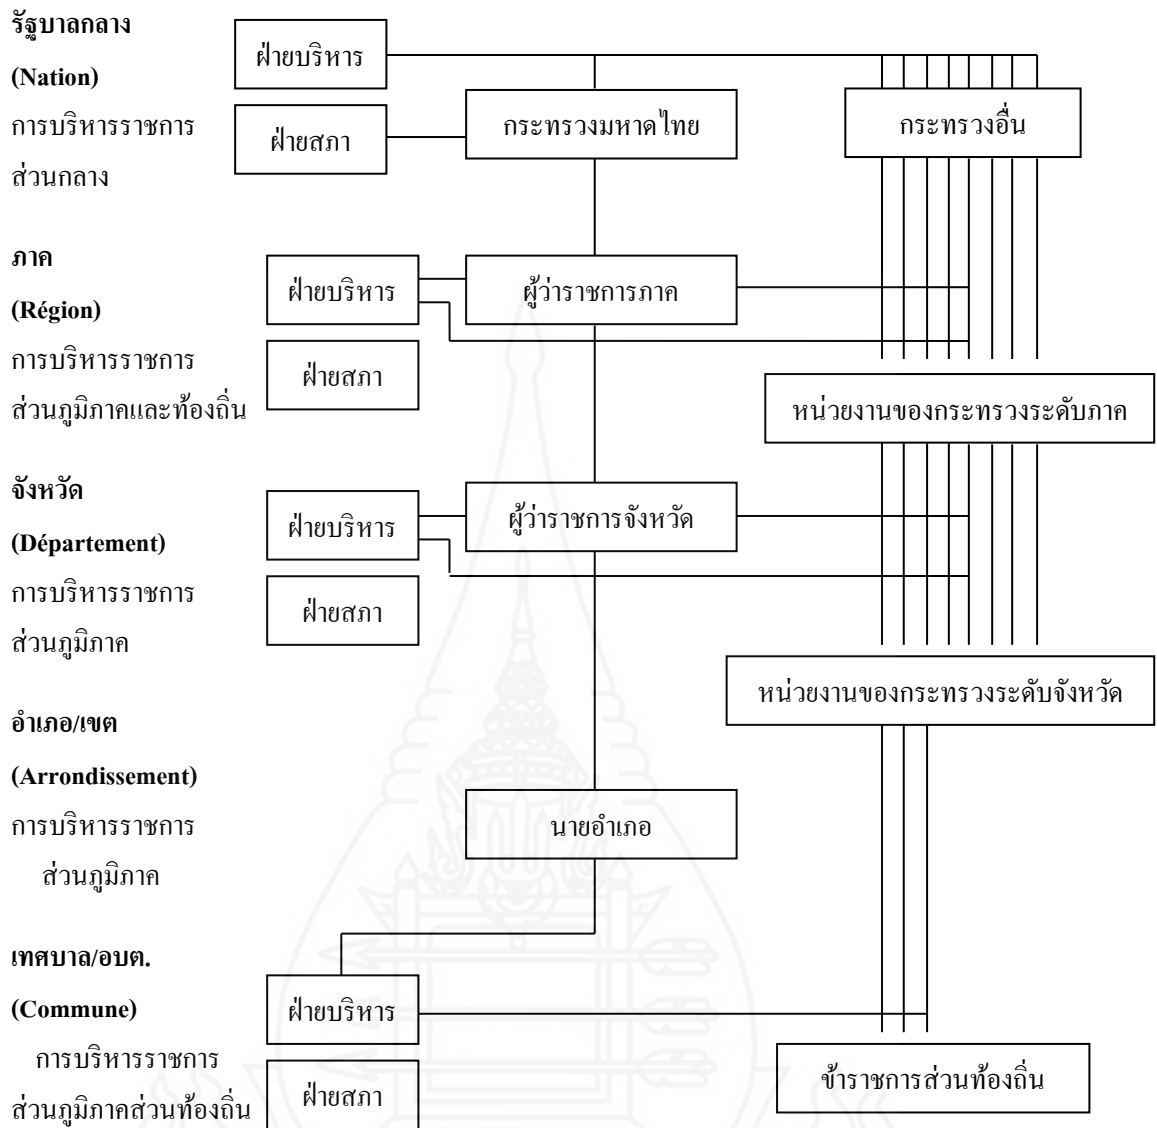 รัฐบาลกลาง
(Nation)
การบริหารราชการ
ส่วนกลาง
ฝ่ายบริหาร
ฝ่ายสภา
กระทรวงมหาดไทย
กระทรวงอื่น
ภาค
(Région)
การบริหารราชการ
ส่วนภูมิภาคและท้องถิ่น
ฝ่ายบริหาร
ฝ่ายสภา
ผู้ว่าราชการภาค
หน่วยงานของกระทรวงระดับภาค
จังหวัด
(Département)
การบริหารราชการ
ส่วนภูมิภาค
ฝ่ายบริหาร
ฝ่ายสภา
ผู้ว่าราชการจังหวัด
หน่วยงานของกระทรวงระดับจังหวัด
อำเภอ/เขต
(Arrondissement)
การบริหารราชการ
ส่วนภูมิภาค
นายอำเภอ
เทศบาล/อบต.
(Commune)
การบริหารราชการ
ส่วนภูมิภาคส่วนท้องถิ่น
ฝ่ายบริหาร
ฝ่ายสภา
ข้าราชการส่วนท้องถิ่น